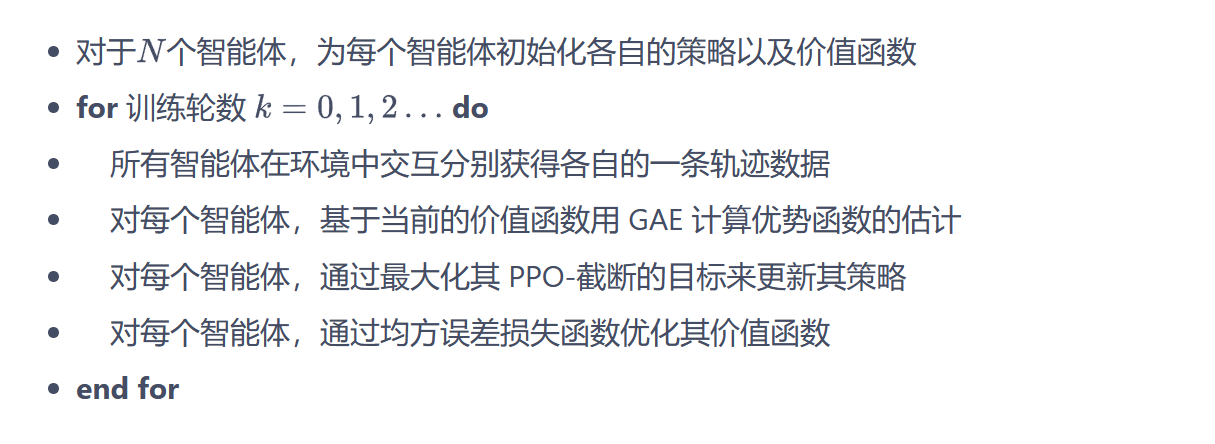 • 对于N个智能体，为每个智能体初始化各自的策略以及价值函数
• for 训练轮数 k = 0, 1, 2 … do
• 所有智能体在环境中交互分别获得各自的一条轨迹数据
• 对每个智能体，基于当前的价值函数用 GAE 计算优势函数的估计
• 对每个智能体，通过最大化其 PPO-截断的目标来更新其策略
• 对每个智能体，通过均方误差损失函数优化其价值函数
• end for